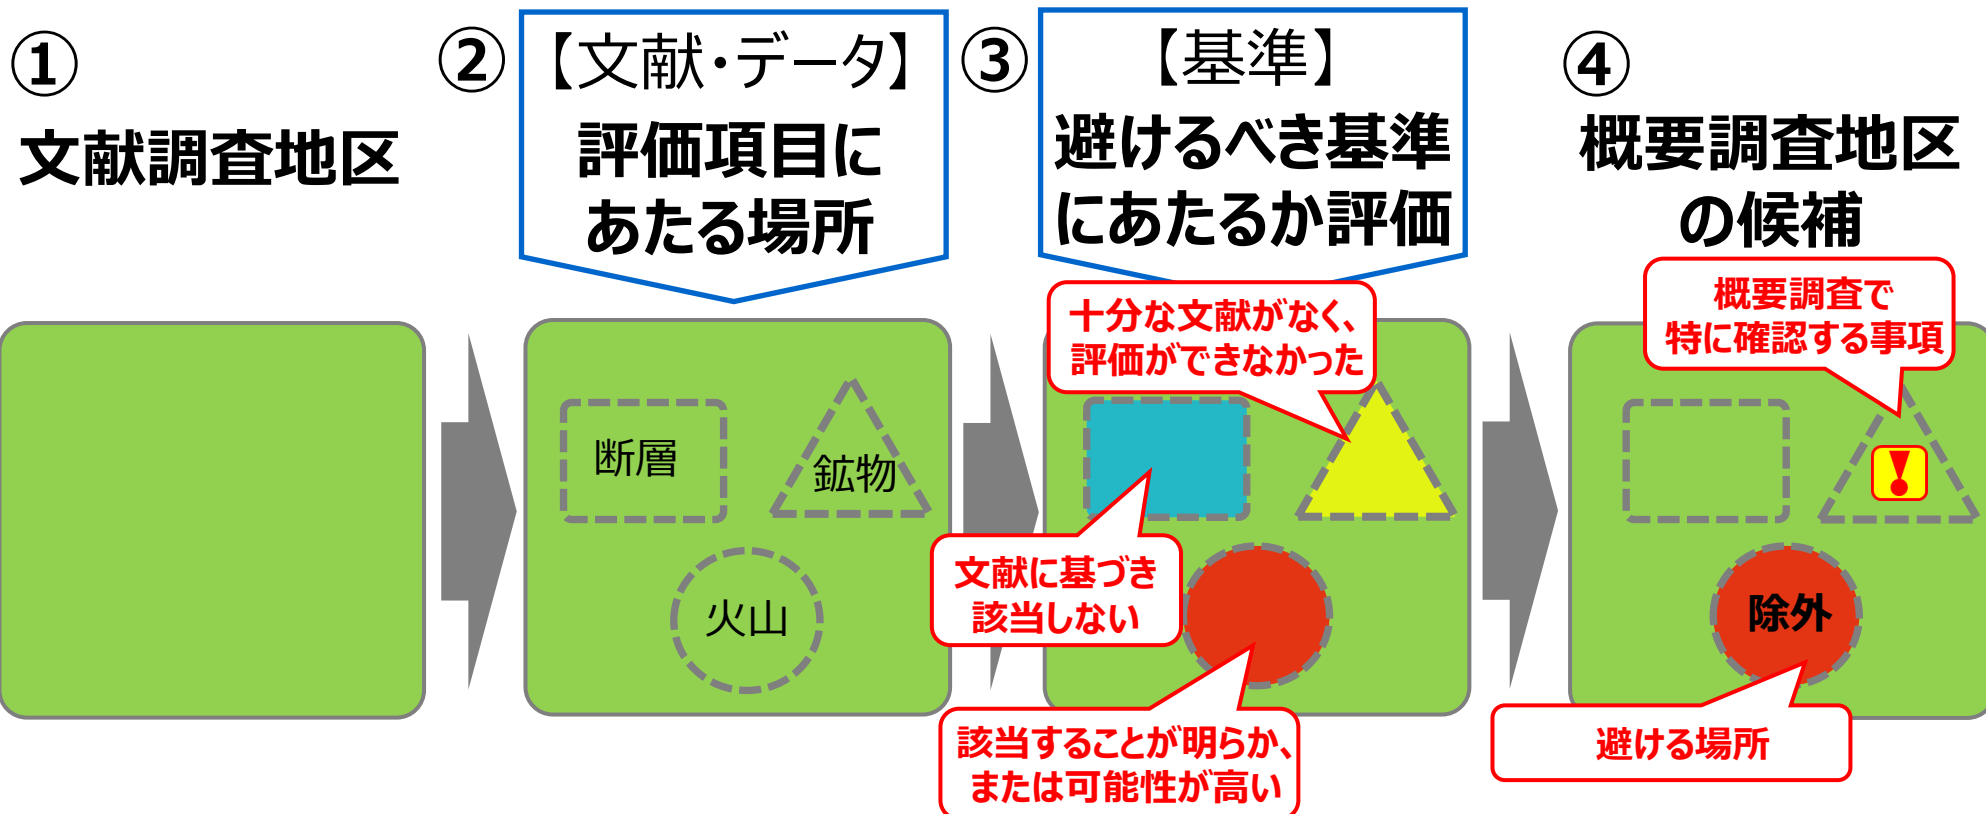 ①
文献調査地区
②
【文献・データ】
評価項目に
あたる場所
断層
鉱物
火山
③
【基準】
避けるべき基準
にあたるか評価
十分な文献がなく、
評価ができなかった
文献に基づき
該当しない
該当することが明らか、
または可能性が高い
④
概要調査地区
の候補
概要調査で
特に確認する事項
!
除外
避ける場所